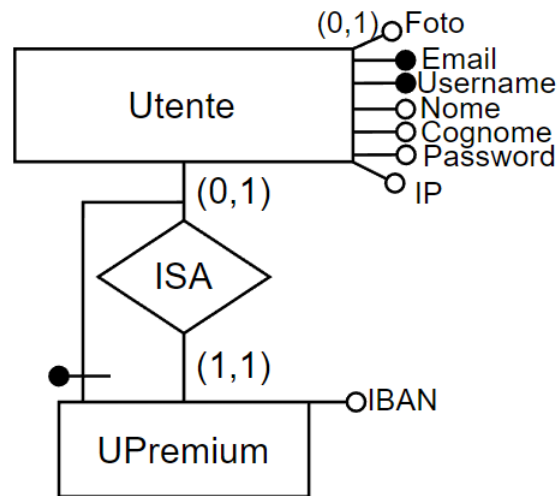 (0,1) Foto
Email
Username
Utente
Nome
Cognome
Password
IP
(0,1)
ISA
(1,1)
IBAN
UPremium